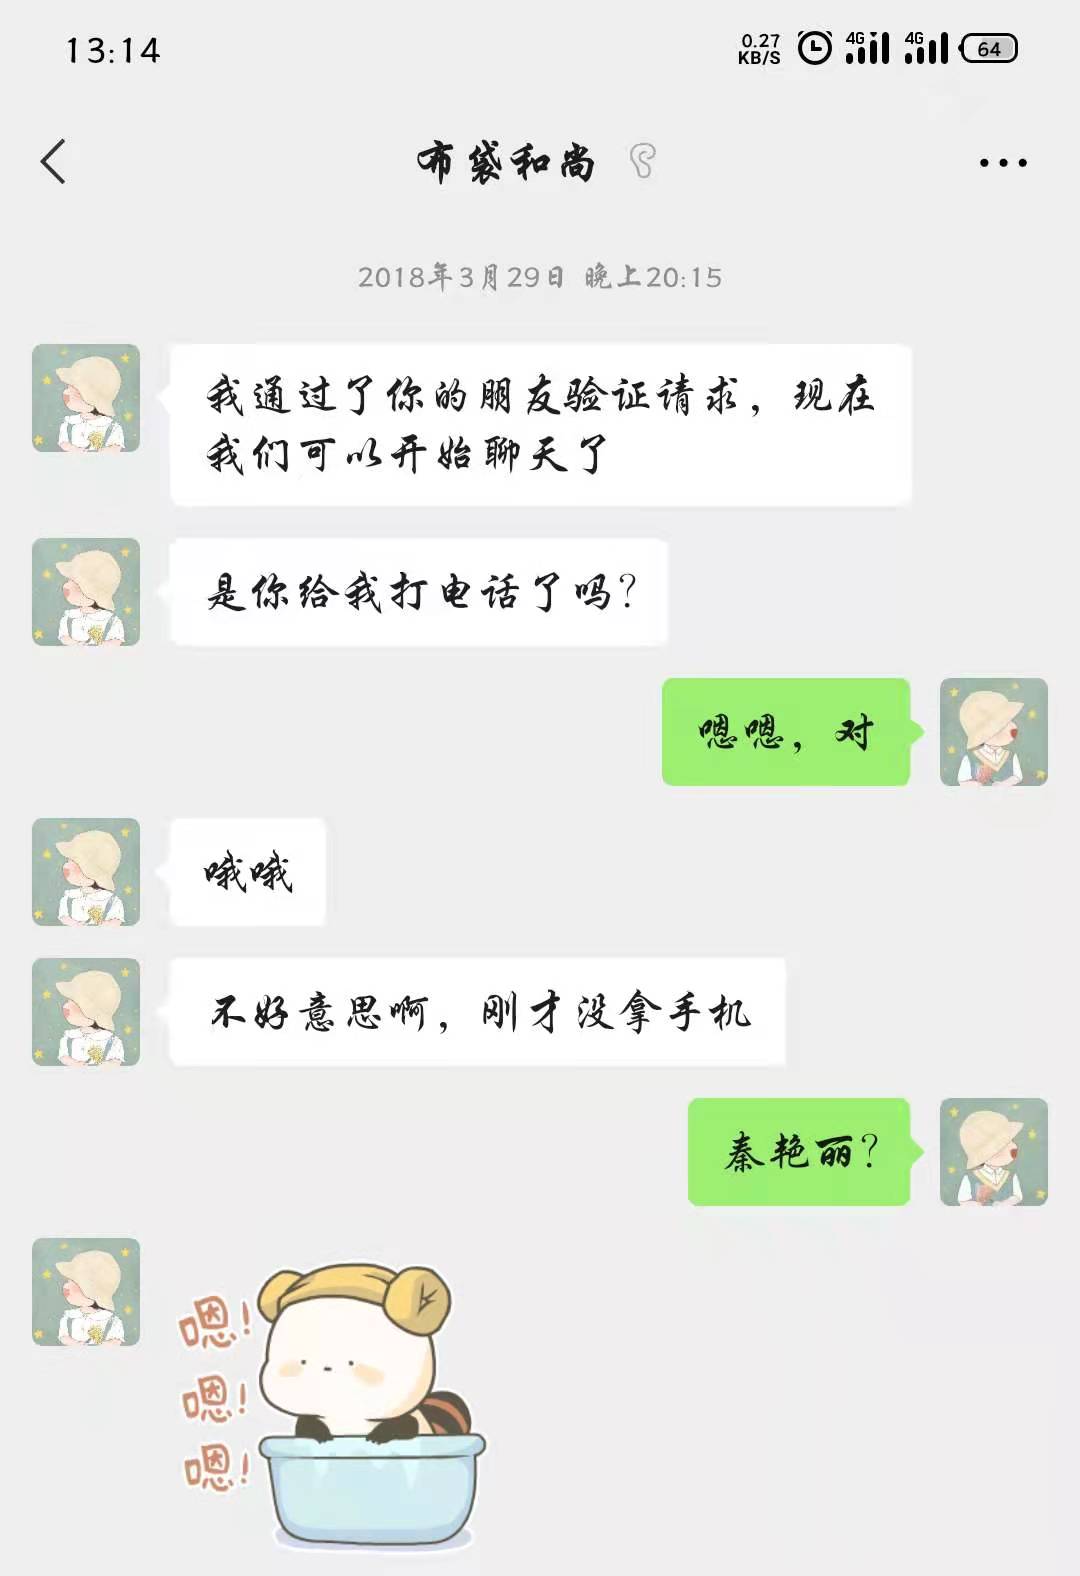 13:14
0.27
KB/S
4G
4G
64
布袋和尚
2018年3月29日 晚上20:15
我通过了你的朋友验证请求，现在
我们可以开始聊天了
是你给我打电话了吗？
嗯嗯，对
哦哦
不好意思啊，刚才没拿手机
秦艳丽？
嗯！
嗯！
嗯！